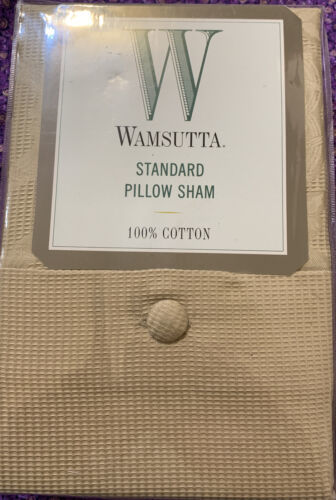 W
WAMSUTTA.
STANDARD
PILLOW SHAM
100% COTTON